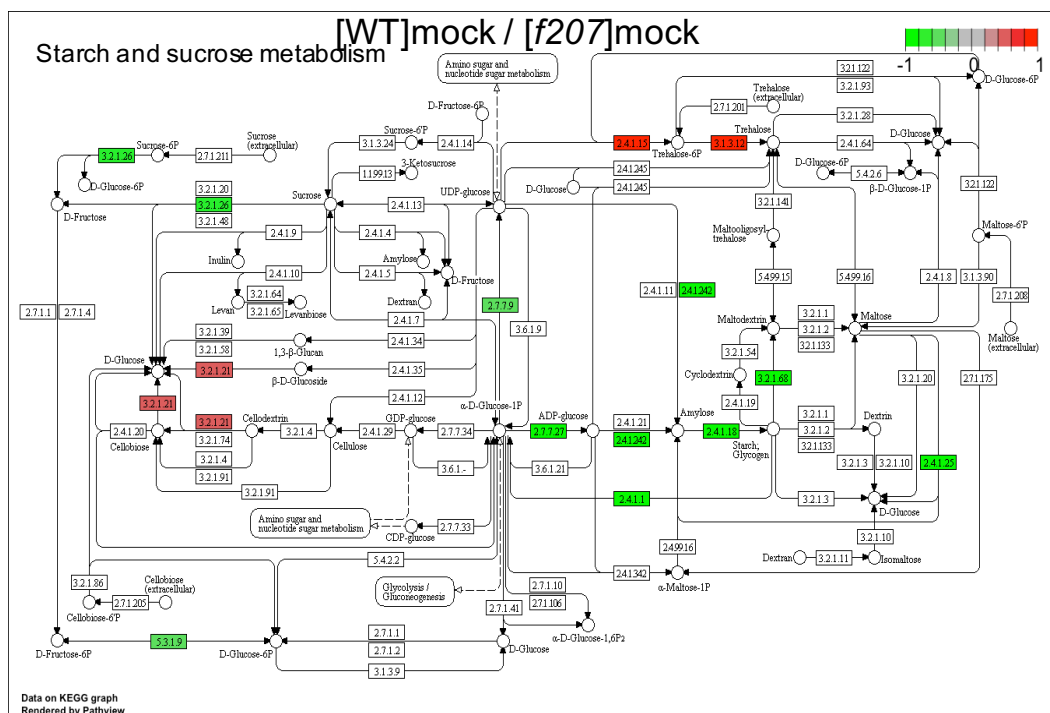 [WT]mock / [f207]mock
Starch and sucrose metabolism
-1 0 1
Amino sugar and
nucleotide sugar metabolism
3.2.1.122
3.2.1.93
D-Glucose-6P
D-Fructose-6P
2.7.1.201
Trehalose
(extracellular)
Sucrose-6'P
3.1.3.24
2.4.1.14
2.4.1.15
Trehalose-6P
3.1.3.12
Trehalose
3.2.1.28
2.4.1.64
D-Glucose
3.2.1.26
Sucrose-6P
2.7.1.211
Sucrose
(extracellular)
D-Glucose-6P
3-Ketosucrose
1.1.99.13
UDP-glucose
2.4.1.245
D-Glucose
2.4.1.245
D-Glucose-6P
5.4.2.6
β-D-Glucose-1P
3.2.1.122
D-Fructose
3.2.1.20
3.2.1.26
3.2.1.48
Sucrose
2.4.1.13
3.2.1.141
Maltooligosyl-
trehalose
Maltose-6'P
2.4.1.9
2.4.1.4
Inulin
Amylose
2.4.1.10
2.4.1.5
D-Fructose
5.4.99.15
5.4.99.16
2.4.1.8
3.1.3.90
2.7.1.208
Levan
3.2.1.64
3.2.1.65
Levanbiose
Dextran
2.4.1.11
2.4.1.242
2.7.1.1
2.7.1.4
2.4.1.7
2.7.7.9
3.6.1.9
Maltodextrin
3.2.1.1
3.2.1.2
3.2.1.133
Maltose
Maltose
(extracellular)
3.2.1.39
3.2.1.58
2.4.1.34
1,3-β-Glucan
3.2.1.54
D-Glucose
3.2.1.21
β-D-Glucoside
2.4.1.35
Cyclodextrin
3.2.1.68
3.2.1.20
2.7.1.175
3.2.1.21
2.4.1.12
α-D-Glucose-1P
2.4.1.19
3.2.1.21
Cellodextrin
GDP-glucose
ADP-glucose
2.4.1.21
Amylose
3.2.1.1
Dextrin
2.4.1.20
Cellobiose
3.2.1.74
3.2.1.4
Cellulose
2.4.1.29
2.7.7.34
2.7.7.27
2.4.1.242
2.4.1.18
Starch;
Glycogen
3.2.1.2
3.2.1.133
3.2.1.4
3.2.1.91
3.6.1.-
3.6.1.21
3.2.1.3
3.2.1.10
2.4.1.25
3.2.1.91
2.4.1.1
3.2.1.3
D-Glucose
Amino sugar and
nucleotide sugar metabolism
2.7.7.33
CDP-glucose
3.2.1.10
2.4.99.16
5.4.2.2
Dextran
3.2.1.11
Isomaltose
2.4.1.342
α-Maltose-1P
3.2.1.86
Cellobiose
(extracellular)
Glycolysis /
Gluconeogenesis
2.7.1.10
2.7.1.106
2.7.1.205
Cellobiose-6'P
2.7.1.41
α-D-Glucose-1,6P2
5.3.1.9
D-Fructose-6P
D-Glucose-6P
2.7.1.1
2.7.1.2
D-Glucose
3.1.3.9
Data on KEGG graph
Rendered by Pathview